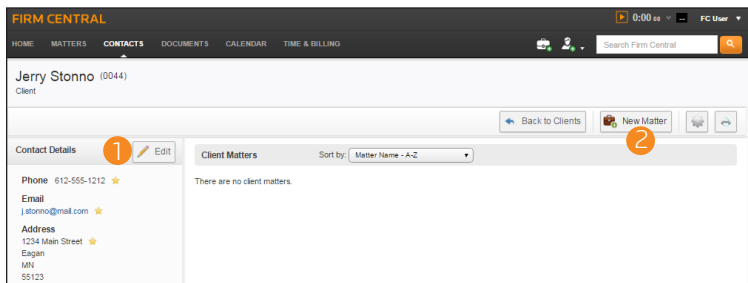 FIRM CENTRAL
0:00 00
FC User
HOME MATTERS CONTACTS DOCUMENTS CALENDAR TIME & BILLING
Search Firm Central
Jerry Stonno (0044)
Client
Back to Clients
New Matter
2
Contact Details
1
Edit
Client Matters
Sort by: Matter Name - A-Z
Phone 612-555-1212
There are no client matters.
Email
j.stonno@mail.com
Address
1234 Main Street
Eagan
MN
55123